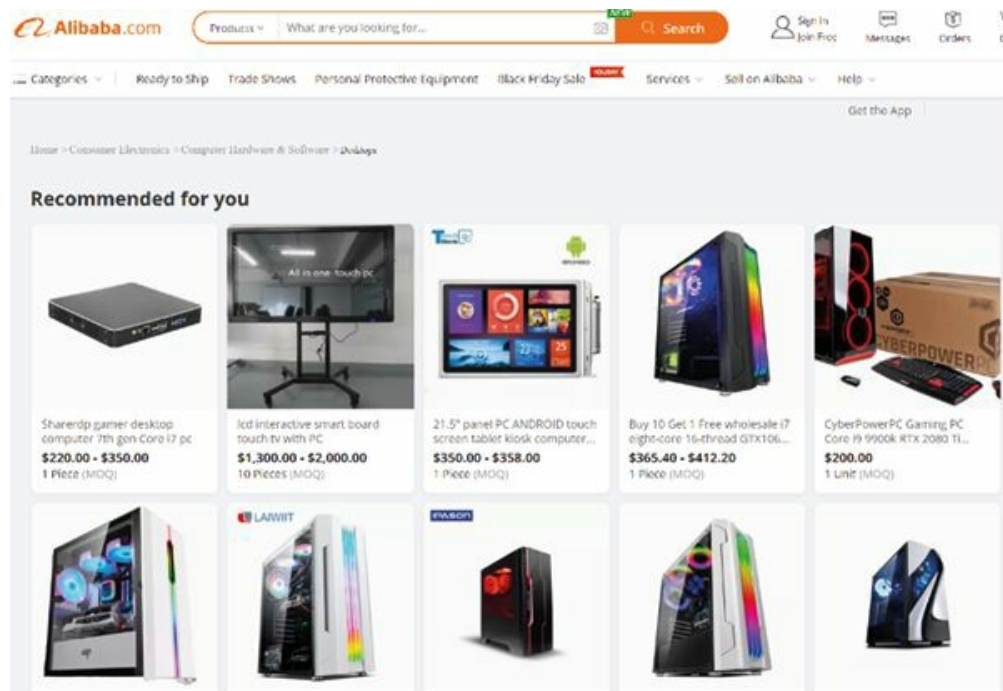 Alibaba.com
Products
What are you looking for...
NEW
Search
Sign In
Join Free
Messages
Orders
Categories
Ready to Ship
Trade Shows
Personal Protective Equipment
Black Friday Sale
Services
Sell on Alibaba
Help
Get the App
Home > Consumer Electronics > Computer Hardware & Software > Desktops
Recommended for you
All in one touch pc
Touch
ANDROID
CYBERPOWERPC
Sharerdp gamer desktop
computer 7th gen Core i7 pc
$220.00 - $350.00
1 Piece (MOQ)
lcd interactive smart board
touch tv with PC
$1,300.00 - $2,000.00
10 Pieces (MOQ)
21.5" panel PC ANDROID touch
screen tablet kiosk computer...
$350.00 - $358.00
1 Piece (MOQ)
Buy 10 Get 1 Free wholesale i7
eight-core 16-thread GTX106...
$365.40 - $412.20
1 Piece (MOQ)
CyberPowerPC Gaming PC
Core i9 9900k RTX 2080 Ti...
$200.00
1 Unit (MOQ)
LAIWIIT